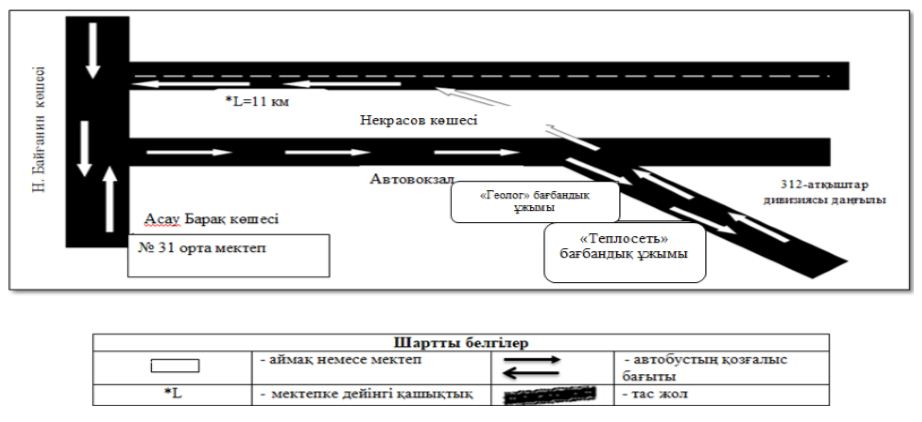 Н. Байғанин көшесі
*L=11 км
Некрасов көшесі
Автовокзал
«Геолог» бағбандық
ұжымы
312-атқыштар
дивизиясы даңғылы
Асау Барақ көшесі
№ 31 орта мектеп
«Теплосеть»
бағбандық ұжымы
Шартты белгілер
- аймақ немесе мектеп
- автобустың қозғалыс
бағыты
*L
- мектепке дейінгі қашықтық
- тас жол